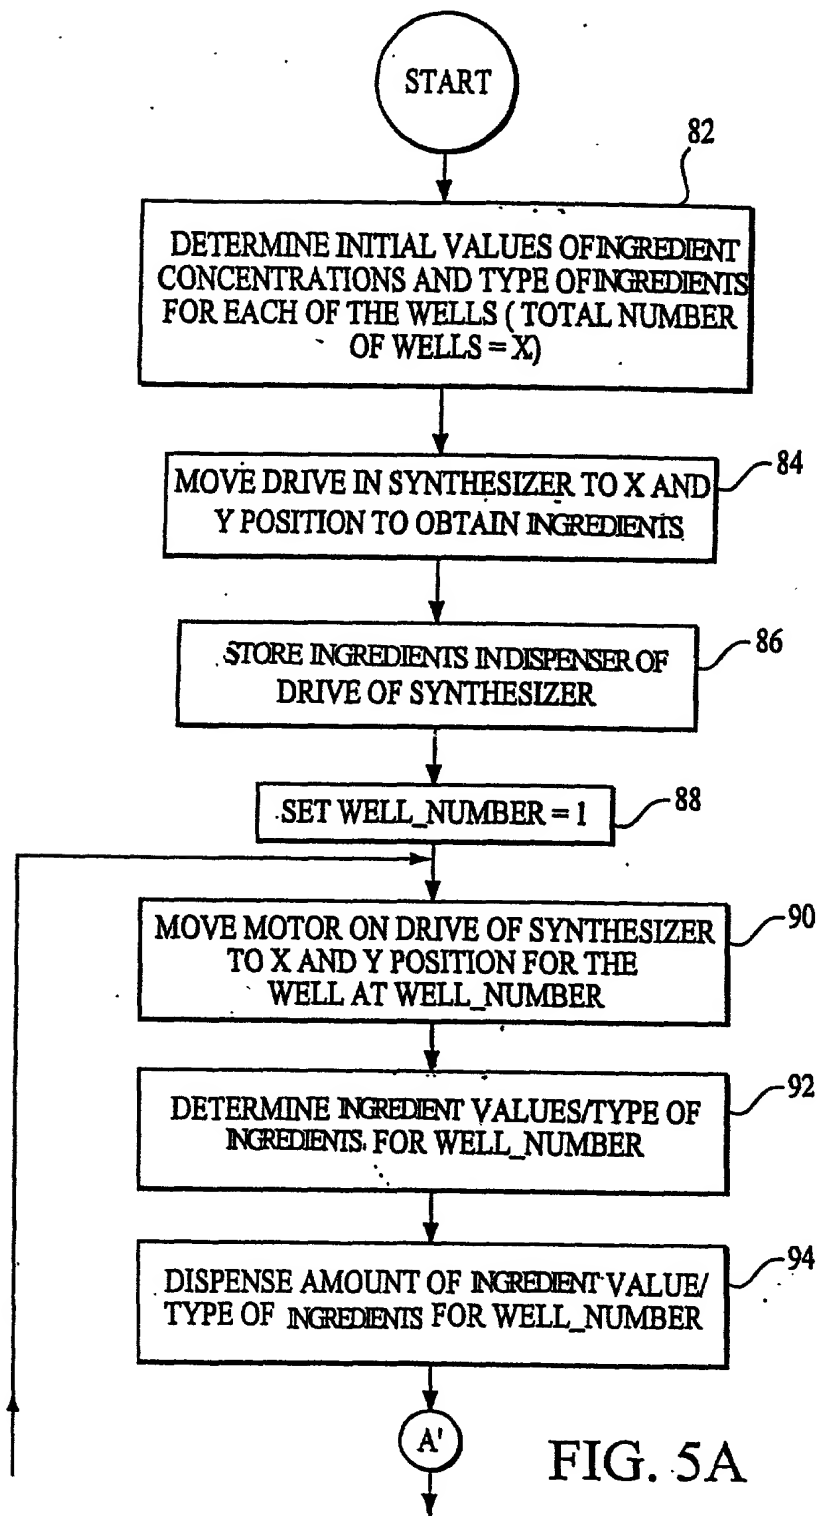 START
82
DETERMINE INITIAL VALUES OF INGREDIENT
CONCENTRATIONS AND TYPE OF INGREDIENTS
FOR EACH OF THE WELLS ( TOTAL NUMBER
OF WELLS = X)
84
MOVE DRIVE IN SYNTHESIZER TO X AND
Y POSITION TO OBTAIN INGREDIENTS
86
STORE INGREDIENTS IN DISPENSER OF
DRIVE OF SYNTHESIZER
88
SET WELL_NUMBER = 1
90
MOVE MOTOR ON DRIVE OF SYNTHESIZER
TO X AND Y POSITION FOR THE
WELL AT WELL_NUMBER
92
DETERMINE INGREDIENT VALUES/TYPE OF
INGREDIENTS FOR WELL_NUMBER
94
DISPENSE AMOUNT OF INGREDIENT VALUE/
TYPE OF INGREDIENTS FOR WELL_NUMBER
A'
FIG. 5A